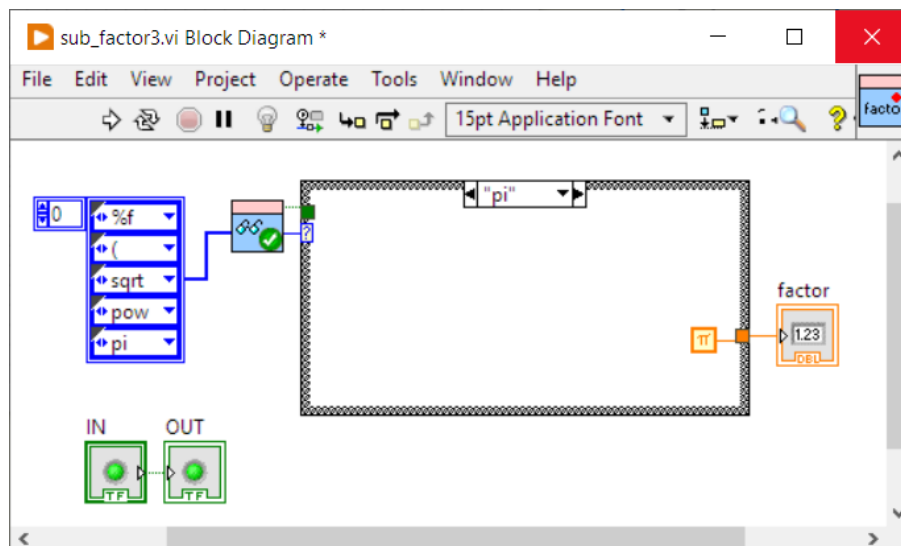 sub_factor3.vi Block Diagram *
File Edit View Project Operate Tools Window Help
15pt Application Font
facto
0
%f
(
sqrt
pow
pi
?
"pi"
π
factor
1.23
DBL
IN OUT
TF TF